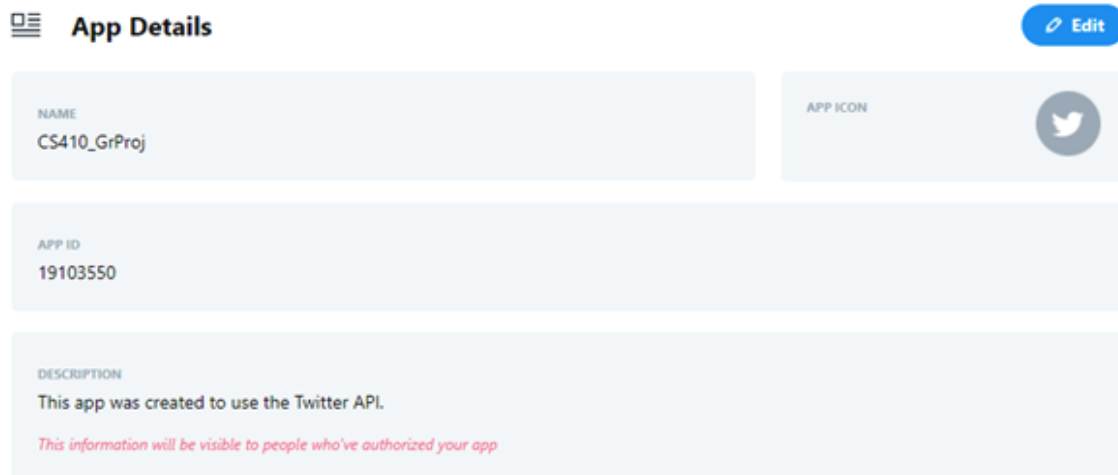 App Details
Edit
NAME
CS410_GrProj
APP ICON
APP ID
19103550
DESCRIPTION
This app was created to use the Twitter API.
This information will be visible to people who've authorized your app